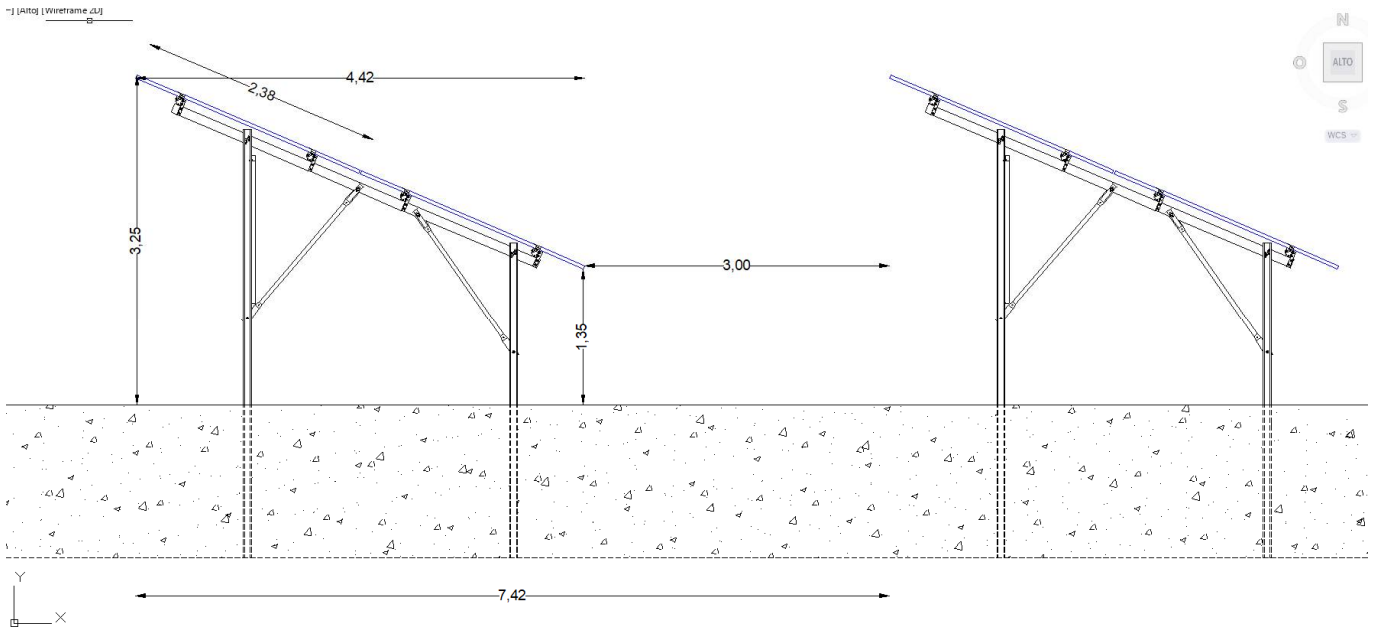 -] [Alto] [Wireframe 2D]
N
O
ALTO
S
WCS
4,42
2,38
3,25
3,00
1,35
7,42
Y
X